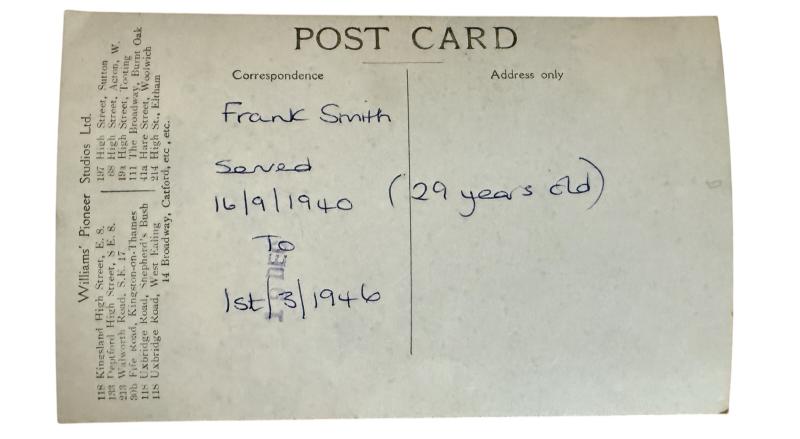 POST CARD
Correspondence
Address only
Frank Smith
Served
16/9/1940 (29 years old)
To
1st/3/1946
Williams' Pioneer Studios Ltd.
118 Kingsland High Street, E. 8.
133 Deptford High Street, S E. 8.
213 Walworth Road, S.E. 17
30b Fife Road, Kingston-on-Thames
118 Uxbridge Road, Shepherd's Bush
118 Uxbridge Road, West Ealing
197 High Street, Sutton
68 High Street, Acton, W.
19a High Street, Tooting
111 The Broadway, Burnt Oak
41a Hare Street, Woolwich
214 High St., Eltham
14 Broadway, Catford, etc., etc.